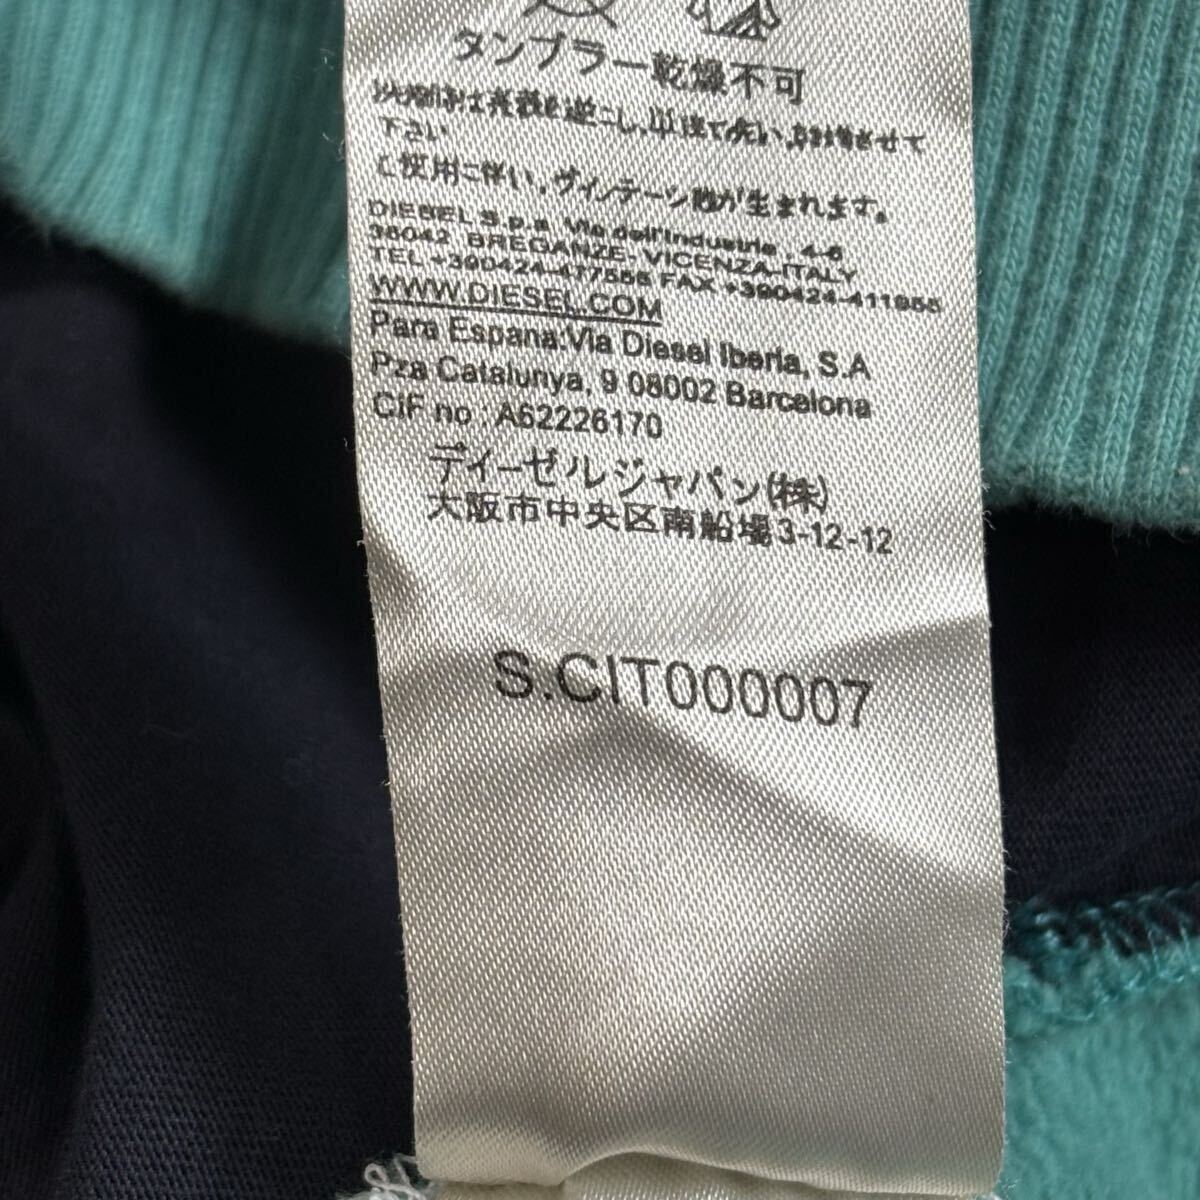 タンブラー乾燥不可
下さい
ご使用に伴い、ヴィンテージ感が生まれます。
DIESEL S.p.a. Via dell'Industria, 4-6
36042, BREGANZE- VICENZA-ITALY
TEL +390424-477555 FAX +390424-411955
WWW.DIESEL.COM
Para Espana:Via Diesel Iberia, S.A
Pza Catalunya, 9 08002 Barcelona
CIF no : A62226170
ディーゼルジャパン(株)
大阪市中央区南船場3-12-12
S.CIT000007